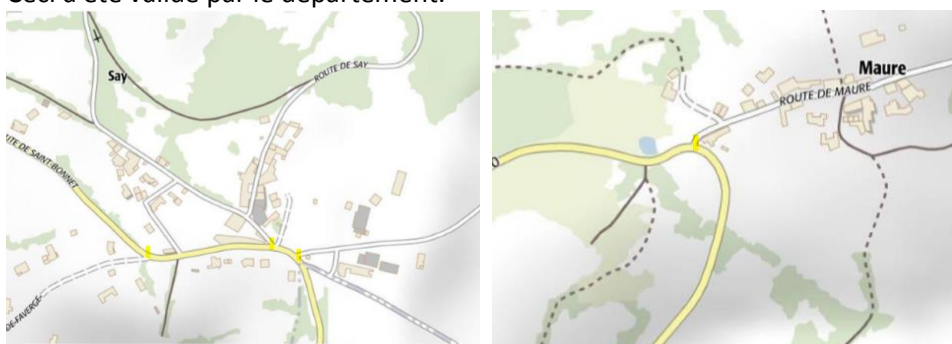 Ceci a été validé par le département.
Say
ROUTE DE SAY
UTE DE SAINT-BONNET
DE-FAVERGE
Maure
ROUTE DE MAURE